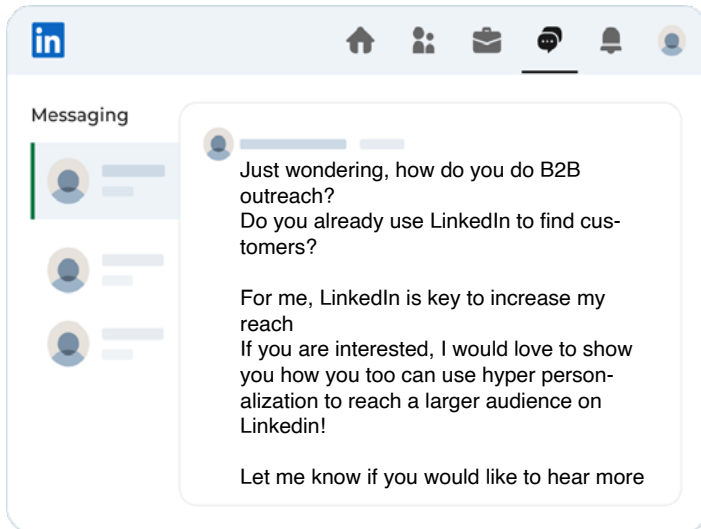 in
Messaging
Just wondering, how do you do B2B
outreach?
Do you already use LinkedIn to find cus-
tomers?
For me, LinkedIn is key to increase my
reach
If you are interested, I would love to show
you how you too can use hyper person-
alization to reach a larger audience on
Linkedin!
Let me know if you would like to hear more